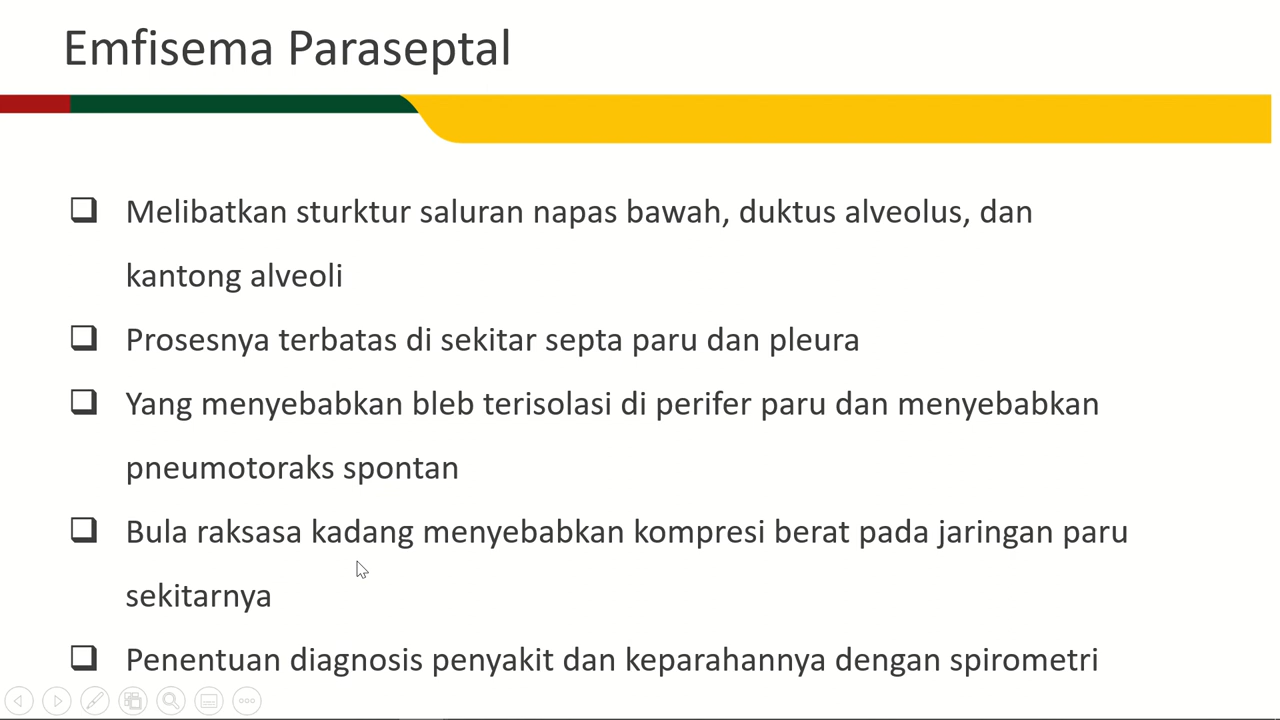 Emfisema Paraseptal
Melibatkan sturktur saluran napas bawah, duktus alveolus, dan
kantong alveoli
Prosesnya terbatas di sekitar septa paru dan pleura
Yang menyebabkan bleb terisolasi di perifer paru dan menyebabkan
pneumotoraks spontan
Bula raksasa kadang menyebabkan kompresi berat pada jaringan paru
sekitarnya
Penentuan diagnosis penyakit dan keparahannya dengan spirometri